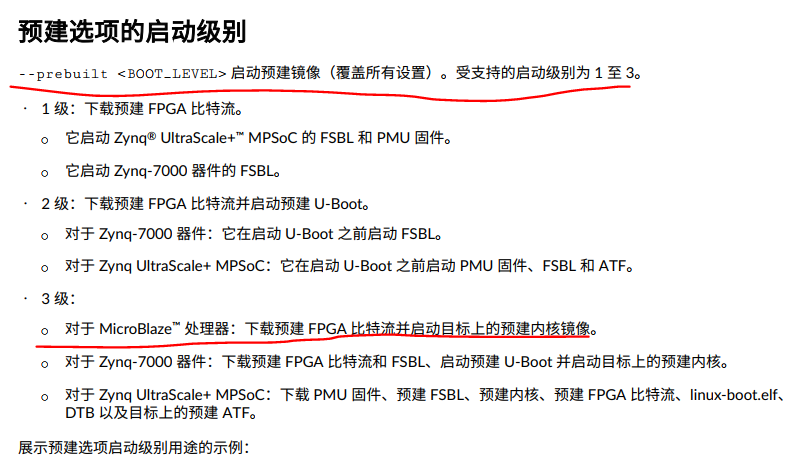 预建选项的启动级别
--prebuilt <BOOT_LEVEL> 启动预建镜像（覆盖所有设置）。受支持的启动级别为 1 至 3。
· 1 级：下载预建 FPGA 比特流。
○ 它启动 Zynq® UltraScale+™ MPSoC 的 FSBL 和 PMU 固件。
○ 它启动 Zynq-7000 器件的 FSBL。
· 2 级：下载预建 FPGA 比特流并启动预建 U-Boot。
○ 对于 Zynq-7000 器件：它在启动 U-Boot 之前启动 FSBL。
○ 对于 Zynq UltraScale+ MPSoC：它在启动 U-Boot 之前启动 PMU 固件、FSBL 和 ATF。
· 3 级：
○ 对于 MicroBlaze™ 处理器：下载预建 FPGA 比特流并启动目标上的预建内核镜像。
○ 对于 Zynq-7000 器件：下载预建 FPGA 比特流和 FSBL、启动预建 U-Boot 并启动目标上的预建内核。
○ 对于 Zynq UltraScale+ MPSoC：下载 PMU 固件、预建 FSBL、预建内核、预建 FPGA 比特流、linux-boot.elf、
DTB 以及目标上的预建 ATF。
展示预建选项启动级别用途的示例：